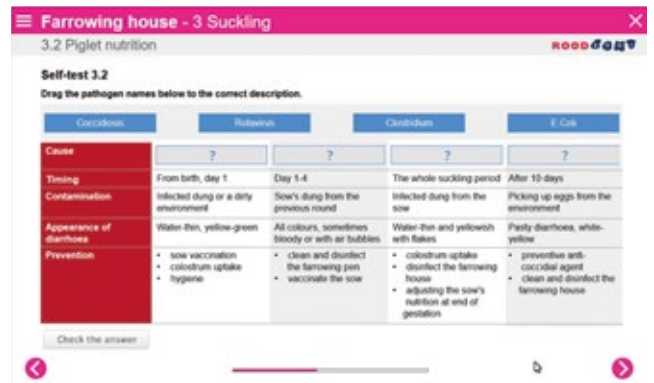 Farrowing house - 3 Suckling
3.2 Piglet nutrition
ROODBONT
Self-test 3.2
Drag the pathogen names below to the correct description.
Coccidiosis Rotavirus Clostridium E.Coli
Cause ? ? ? ?
Timing From birth, day 1 Day 1-4 The whole suckling period After 10 days
Contamination Infected dung or a dirty environment Sow's dung from the previous round Infected dung from the sow Picking up eggs from the environment
Appearance of diarrhoea Water-thin, yellow-green All colours, sometimes bloody or with air bubbles Water-thin and yellowish with flakes Pasty diarrhoea, white-yellow
Prevention
• sow vaccination
• colostrum uptake
• hygiene
• clean and disinfect the farrowing pen
• vaccinate the sow
• colostrum uptake
• disinfect the farrowing house
• adjusting the sow's nutrition at end of gestation
• preventive anti-coccidial agent
• clean and disinfect the farrowing house
Check the answer